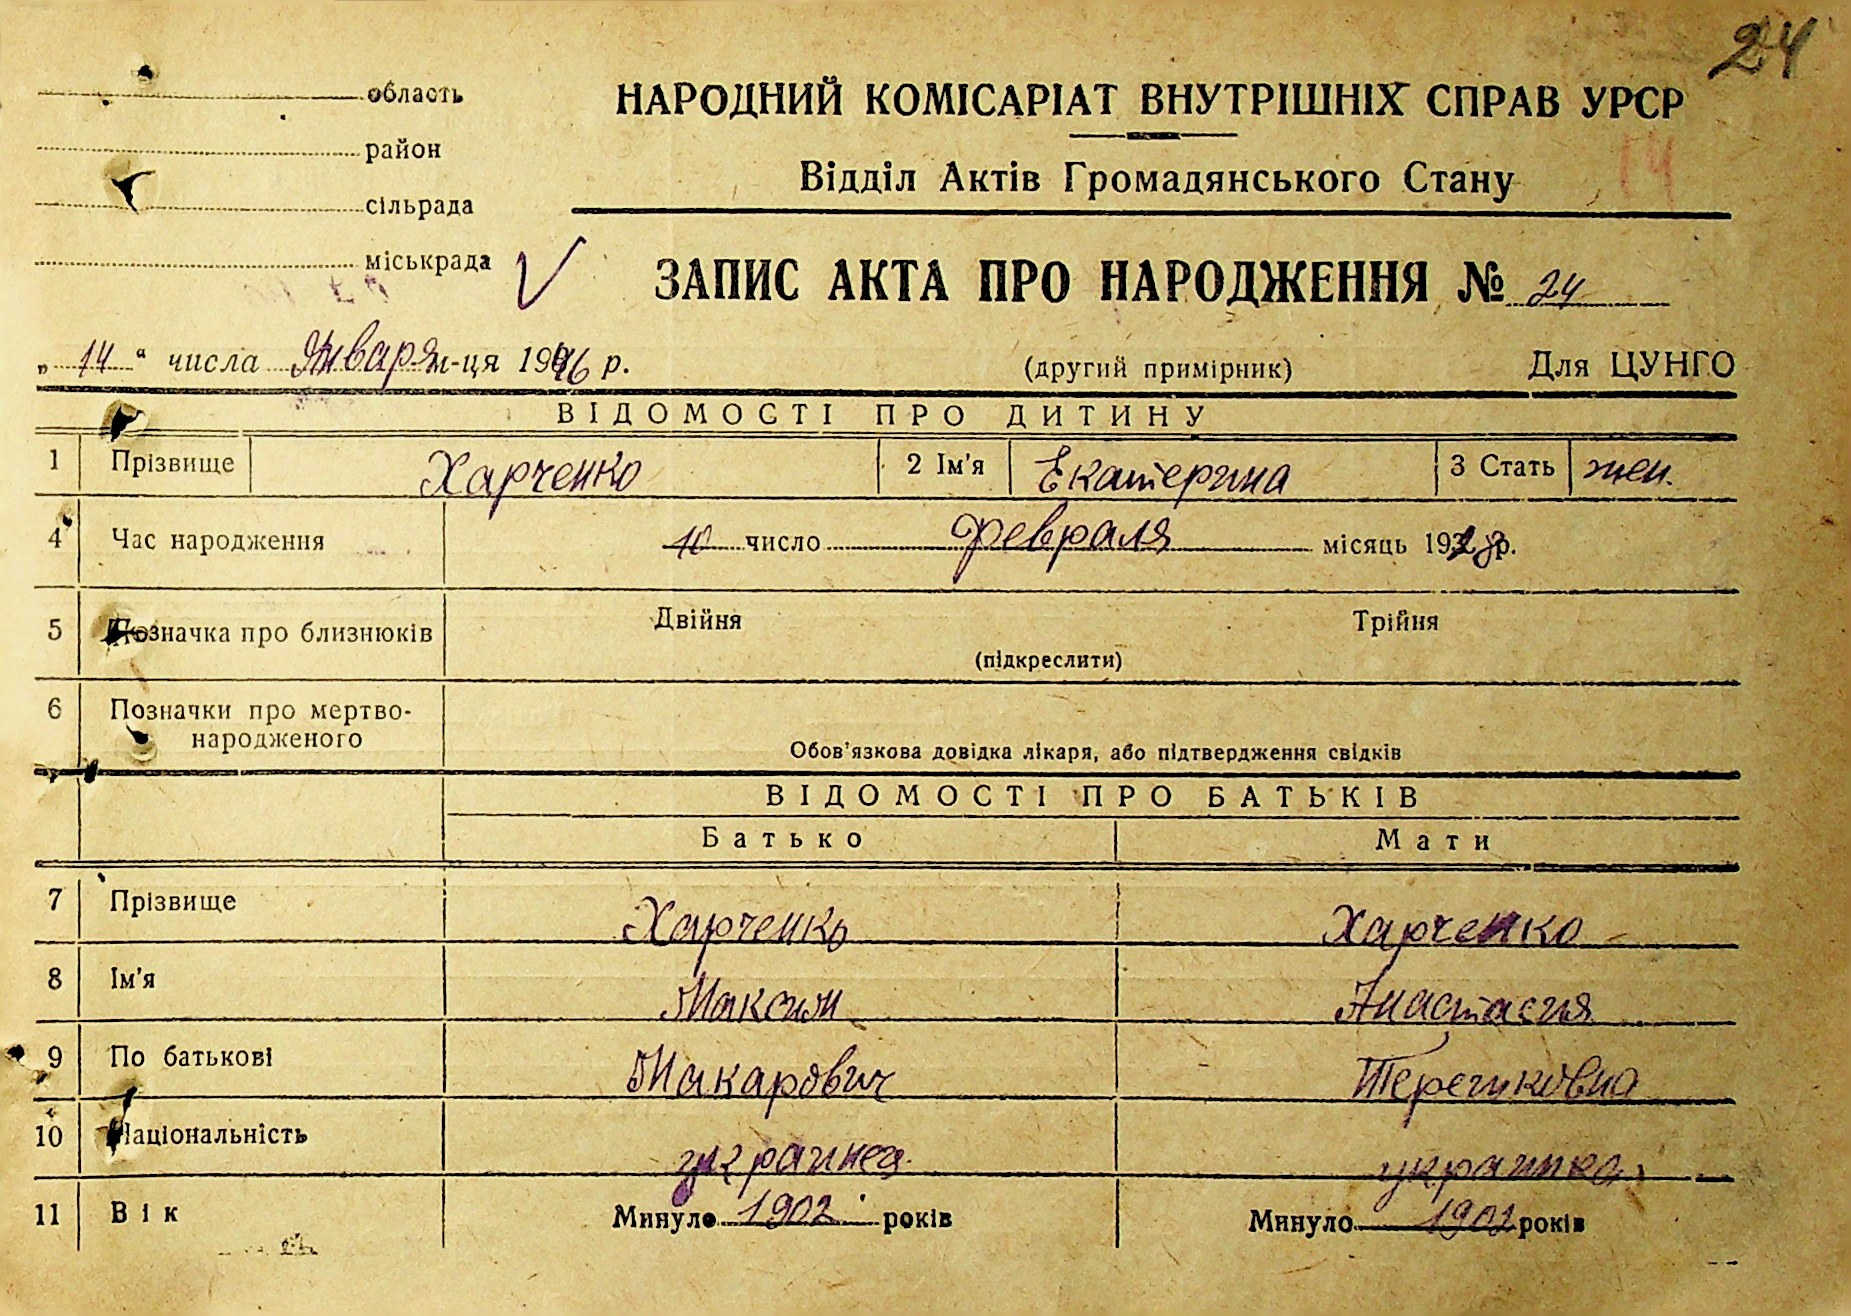 24
область
НАРОДНИЙ КОМІСАРІАТ ВНУТРІШНІХ СПРАВ УРСР
район
14
Відділ Актів Громадянського Стану
сільрада
міськрада
ЗАПИС АКТА ПРО НАРОДЖЕННЯ № 24
„14“ числа Января м-ця 1946 р. (другий примірник) Для ЦУНГО
ВІДОМОСТІ ПРО ДИТИНУ
1 Прізвище Харченко 2 Ім'я Екатерина 3 Стать жен.
4 Час народження 10 число Февраля місяць 1928 р.
5 Позначка про близнюків Двійня Трійня
(підкреслити)
6 Позначки про мертво-
народженого
Обов'язкова довідка лікаря, або підтвердження свідків
ВІДОМОСТІ ПРО БАТЬКІВ
Батько Мати
7 Прізвище Харченко Харченко
8 Ім'я Максим Анастасия
9 По батькові Макарович
10 Національність украинец украинка
11 Вік Минуло 1902 років Минуло 1902 років